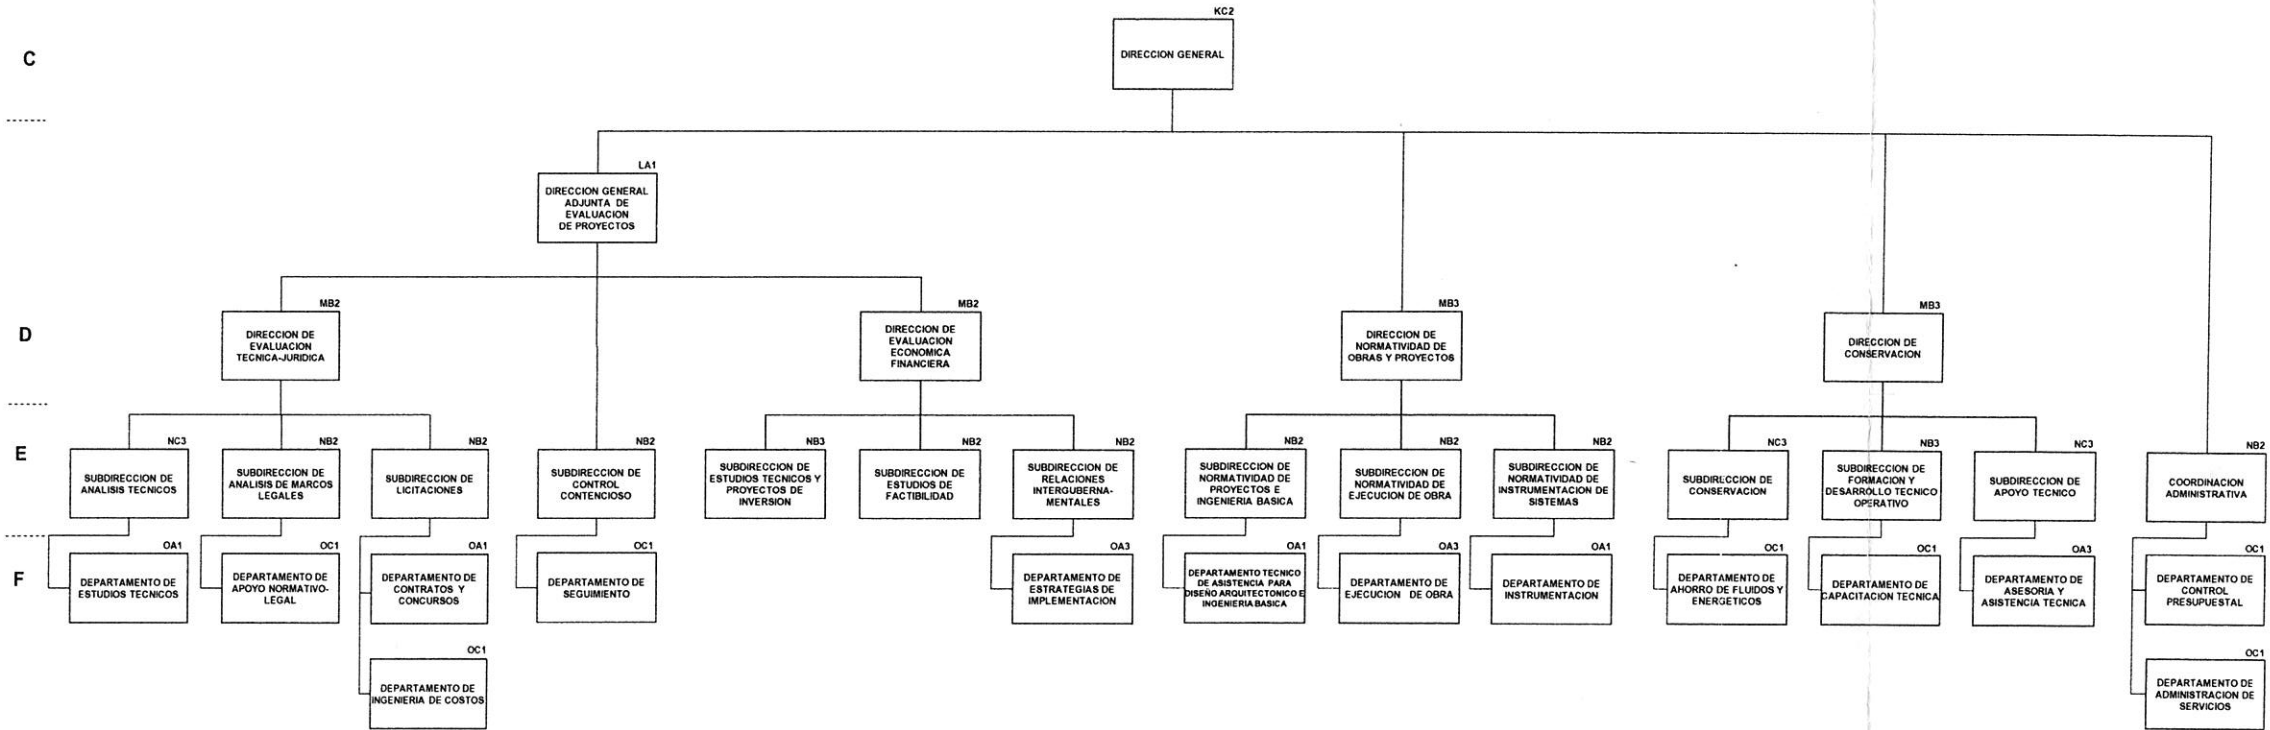 KC2
C
DIRECCION GENERAL
LA1
DIRECCION GENERAL
ADJUNTA DE
EVALUACION
DE PROYECTOS
D
MB2
DIRECCION DE
EVALUACION
TECNICA-JURIDICA
MB2
DIRECCION DE
EVALUACION
ECONOMICA
FINANCIERA
MB3
DIRECCION DE
NORMATIVIDAD DE
OBRAS Y PROYECTOS
MB3
DIRECCION DE
CONSERVACION
E
NC3
SUBDIRECCION DE
ANALISIS TECNICOS
NB2
SUBDIRECCION DE
ANALISIS DE MARCOS
LEGALES
NB2
SUBDIRECCION DE
LICITACIONES
NB2
SUBDIRECCION DE
CONTROL
CONTENCIOSO
NB3
SUBDIRECCION DE
ESTUDIOS TECNICOS Y
PROYECTOS DE
INVERSION
NB2
SUBDIRECCION DE
ESTUDIOS DE
FACTIBILIDAD
NB2
SUBDIRECCION DE
RELACIONES
INTERGUBERNA-
MENTALES
NB2
SUBDIRECCION DE
NORMATIVIDAD DE
PROYECTOS E
INGENIERIA BASICA
NB2
SUBDIRECCION DE
NORMATIVIDAD DE
EJECUCION DE OBRA
NB2
SUBDIRECCION DE
NORMATIVIDAD DE
INSTRUMENTACION DE
SISTEMAS
NC3
SUBDIRECCION DE
CONSERVACION
NB3
SUBDIRECCION DE
FORMACION Y
DESARROLLO TECNICO
OPERATIVO
NC3
SUBDIRECCION DE
APOYO TECNICO
NB2
COORDINACION
ADMINISTRATIVA
F
OA1
DEPARTAMENTO DE
ESTUDIOS TECNICOS
OC1
DEPARTAMENTO DE
APOYO NORMATIVO-
LEGAL
OA1
DEPARTAMENTO DE
CONTRATOS Y
CONCURSOS
OC1
DEPARTAMENTO DE
SEGUIMIENTO
OA3
DEPARTAMENTO DE
ESTRATEGIAS DE
IMPLEMENTACION
OA1
DEPARTAMENTO TECNICO
DE ASISTENCIA PARA
DISEÑO ARQUITECTONICO E
INGENIERIA BASICA
OA3
DEPARTAMENTO DE
EJECUCION DE OBRA
OA1
DEPARTAMENTO DE
INSTRUMENTACION
OC1
DEPARTAMENTO DE
AHORRO DE FLUIDOS Y
ENERGETICOS
OC1
DEPARTAMENTO DE
CAPACITACION TECNICA
OA3
DEPARTAMENTO DE
ASESORIA Y
ASISTENCIA TECNICA
OC1
DEPARTAMENTO DE
CONTROL
PRESUPUESTAL
OC1
DEPARTAMENTO DE
INGENIERIA DE COSTOS
OC1
DEPARTAMENTO DE
ADMINISTRACION DE
SERVICIOS